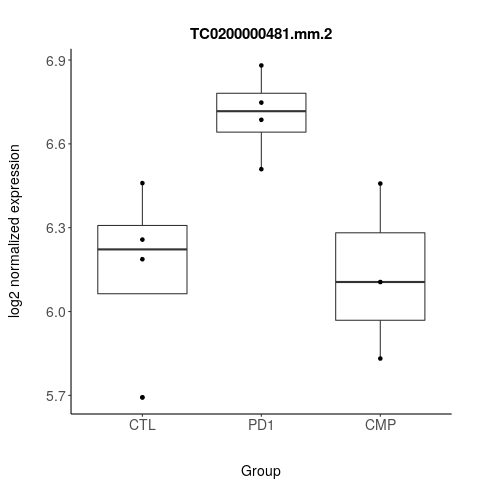 TC0200000481.mm.2
log2 normalized expression
6.9
6.6
6.3
6.0
5.7
CTL PD1 CMP
Group